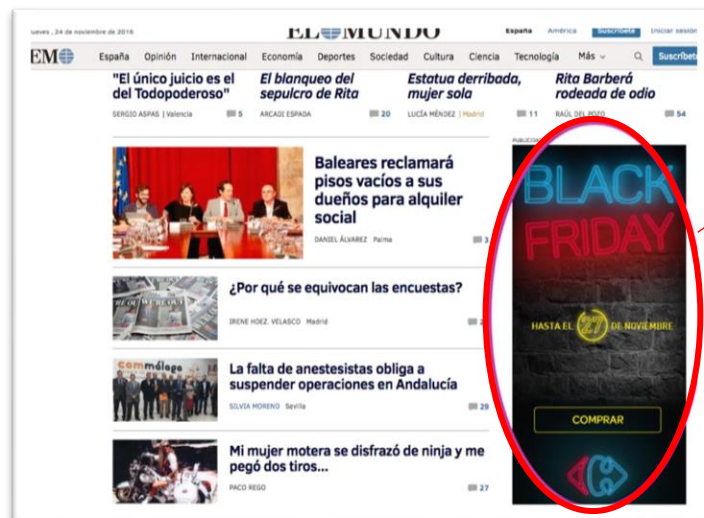 jueves, 24 de noviembre de 2016
EL MUNDO
España América Suscríbete Iniciar sesión
EM España Opinión Internacional Economía Deportes Sociedad Cultura Ciencia Tecnología Más Suscríbete
"El único juicio es el
del Todopoderoso"
SERGIO ASPAS | Valencia 5
El blanqueo del
sepulcro de Rita
ARCADI ESPADA 20
Estatua derribada,
mujer sola
LUCÍA MÉNDEZ | Madrid 11
Rita Barberá
rodeada de odio
RAÚL DEL POZO 54
Baleares reclamará
pisos vacíos a sus
dueños para alquiler
social
DANIEL ÁLVAREZ Palma 3
¿Por qué se equivocan las encuestas?
IRENE HDEZ. VELASCO Madrid
La falta de anestesistas obliga a
suspender operaciones en Andalucía
SILVIA MORENO Sevilla 29
Mi mujer motera se disfrazó de ninja y me
pegó dos tiros...
PACO REGO 27
BLACK
FRIDAY
HASTA EL 27 DE NOVIEMBRE
COMPRAR